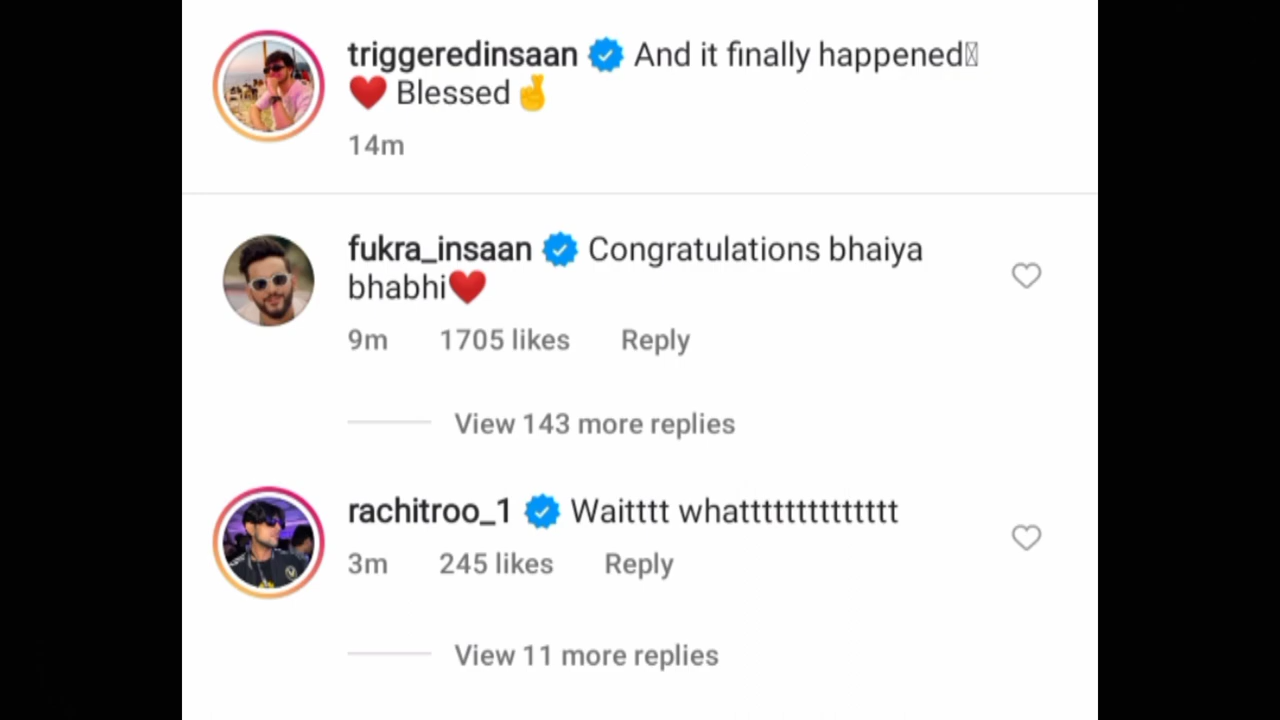 triggeredinsaan And it finally happened
❤️ Blessed🤞
14m
fukra_insaan Congratulations bhaiya
bhabhi❤️
9m 1705 likes Reply
View 143 more replies
rachitroo_1 Waitttt whatttttttttttttt
3m 245 likes Reply
View 11 more replies